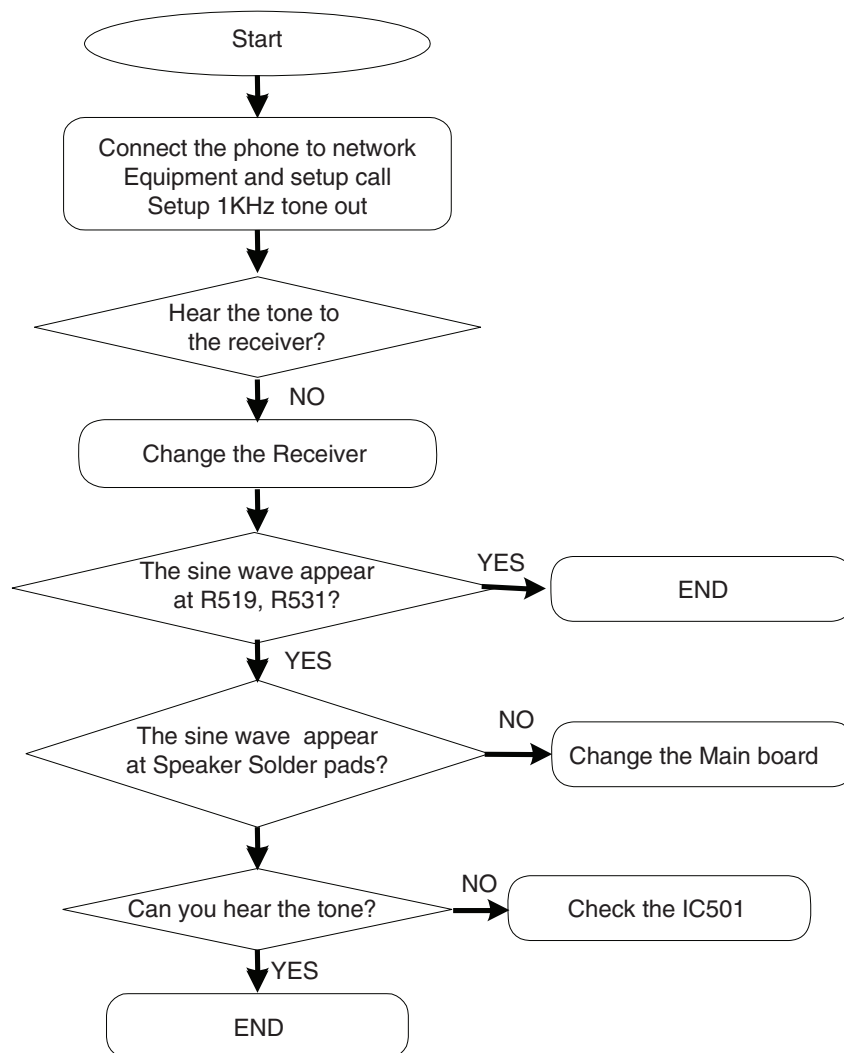 Start
Connect the phone to network
Equipment and setup call
Setup 1KHz tone out
Hear the tone to
the receiver?
NO
Change the Receiver
The sine wave appear
at R519, R531?
YES
END
YES
The sine wave appear
at Speaker Solder pads?
NO
Change the Main board
Can you hear the tone?
NO
Check the IC501
YES
END